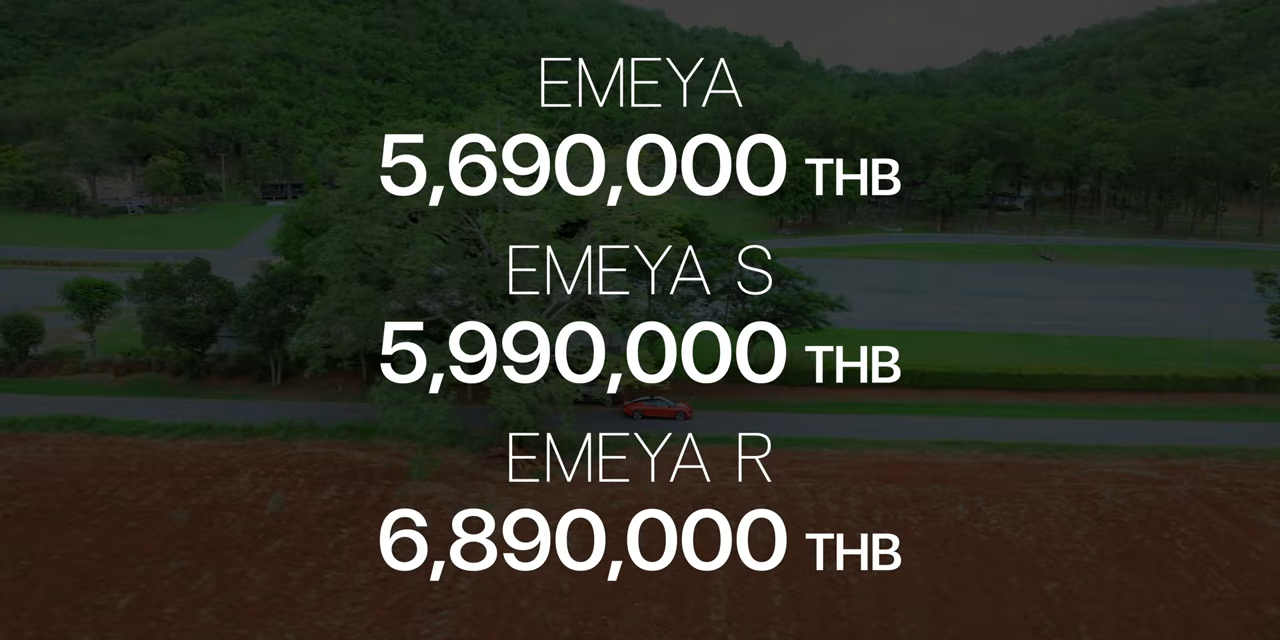 EMEYA
5,690,000 THB
EMEYA S
5,990,000 THB
EMEYA R
6,890,000 THB